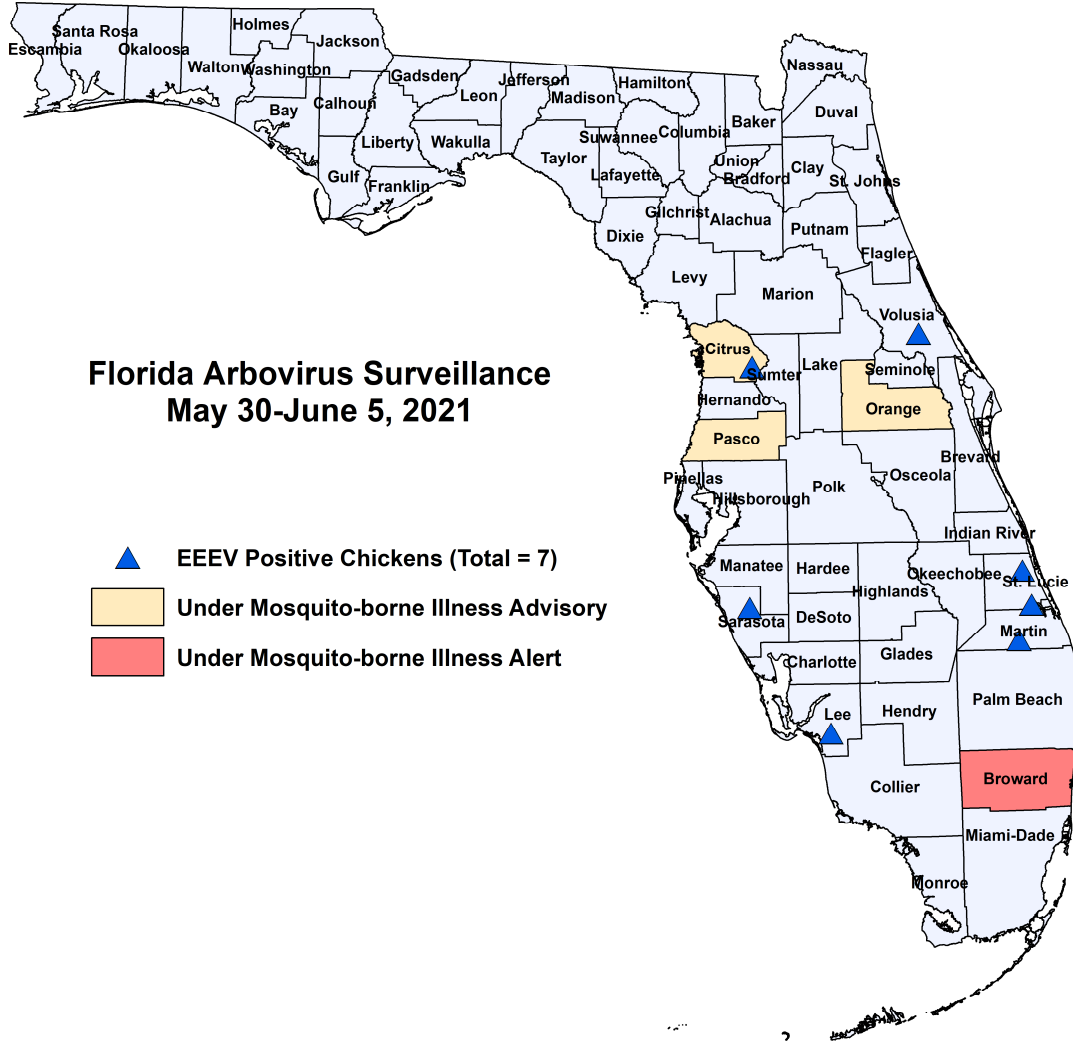 Holmes
Santa Rosa
Jackson
Escambia
Okaloosa
Walton
Washington
Nassau
Gadsden
Jefferson
Hamilton
Leon
Madison
Calhoun
Bay
Duval
Baker
Columbia
Suwannee
Liberty
Wakulla
Taylor
Union
Clay
Lafayette
Bradford
St. Johns
Gulf
Franklin
Gilchrist
Alachua
Putnam
Dixie
Flagler
Levy
Marion
Volusia
Citrus
Lake
Sumter
Seminole
Florida Arbovirus Surveillance
May 30-June 5, 2021
Hernando
Orange
Pasco
Brevard
Osceola
Pinellas
Polk
Hillsborough
Indian River
EEEV Positive Chickens (Total = 7)
Manatee
Hardee
Okeechobee
St. Lucie
Highlands
Under Mosquito-borne Illness Advisory
DeSoto
Sarasota
Martin
Under Mosquito-borne Illness Alert
Charlotte
Glades
Palm Beach
Lee
Hendry
Broward
Collier
Miami-Dade
Monroe